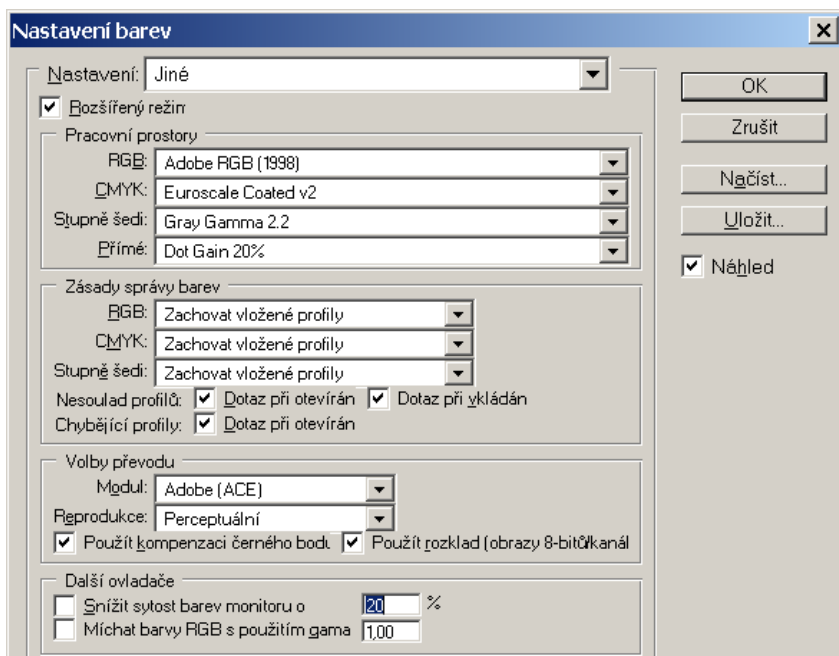 Nastavení barev
Nastavení: Jiné
Rozšířený režim
Pracovní prostory
RGB: Adobe RGB (1998)
CMYK: Euroscale Coated v2
Stupně šedi: Gray Gamma 2.2
Přímé: Dot Gain 20%
Zásady správy barev
RGB: Zachovat vložené profily
CMYK: Zachovat vložené profily
Stupně šedi: Zachovat vložené profily
Nesoulad profilů: Dotaz při otevírán Dotaz při vkládán
Chybějící profily: Dotaz při otevírán
Volby převodu
Modul: Adobe (ACE)
Reprodukce: Perceptuální
Použít kompenzaci černého bodu Použít rozklad (obrazy 8-bitů/kanál
Další ovladače
Snížit sytost barev monitoru o 20 %
Míchat barvy RGB s použitím gama 1,00
OK
Zrušit
Načíst...
Uložit...
Náhled